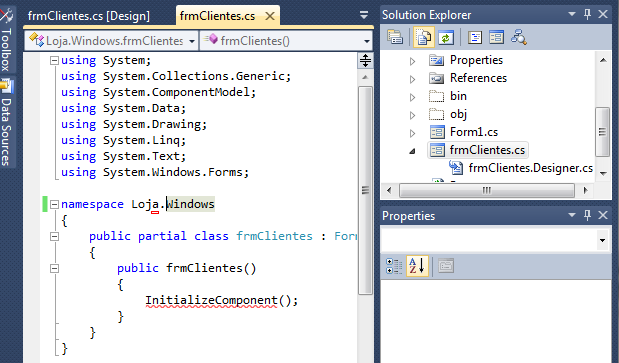 Toolbox
Data Sources
frmClientes.cs [Design]
frmClientes.cs
Loja.Windows.frmClientes
frmClientes()
using System;
using System.Collections.Generic;
using System.ComponentModel;
using System.Data;
using System.Drawing;
using System.Linq;
using System.Text;
using System.Windows.Forms;
namespace Loja.Windows
{
public partial class frmClientes : Form
{
public frmClientes()
{
InitializeComponent();
}
}
}
Solution Explorer
Properties
References
bin
obj
Form1.cs
frmClientes.cs
frmClientes.Designer.cs
Properties